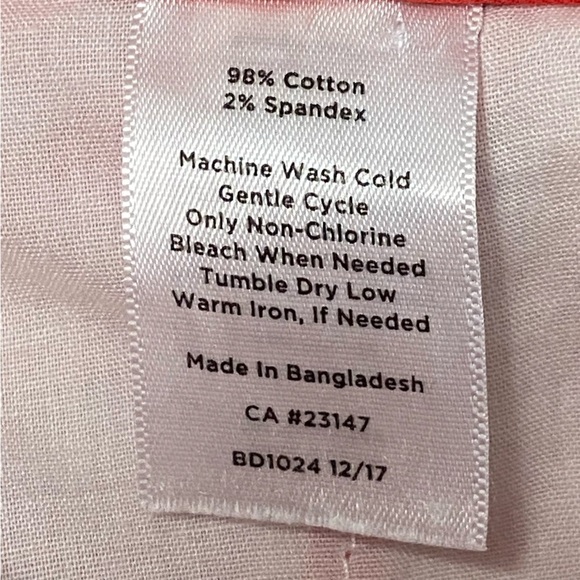 98% Cotton
2% Spandex
Machine Wash Cold
Gentle Cycle
Only Non-Chlorine
Bleach When Needed
Tumble Dry Low
Warm Iron, If Needed
Made In Bangladesh
CA #23147
BD1024 12/17